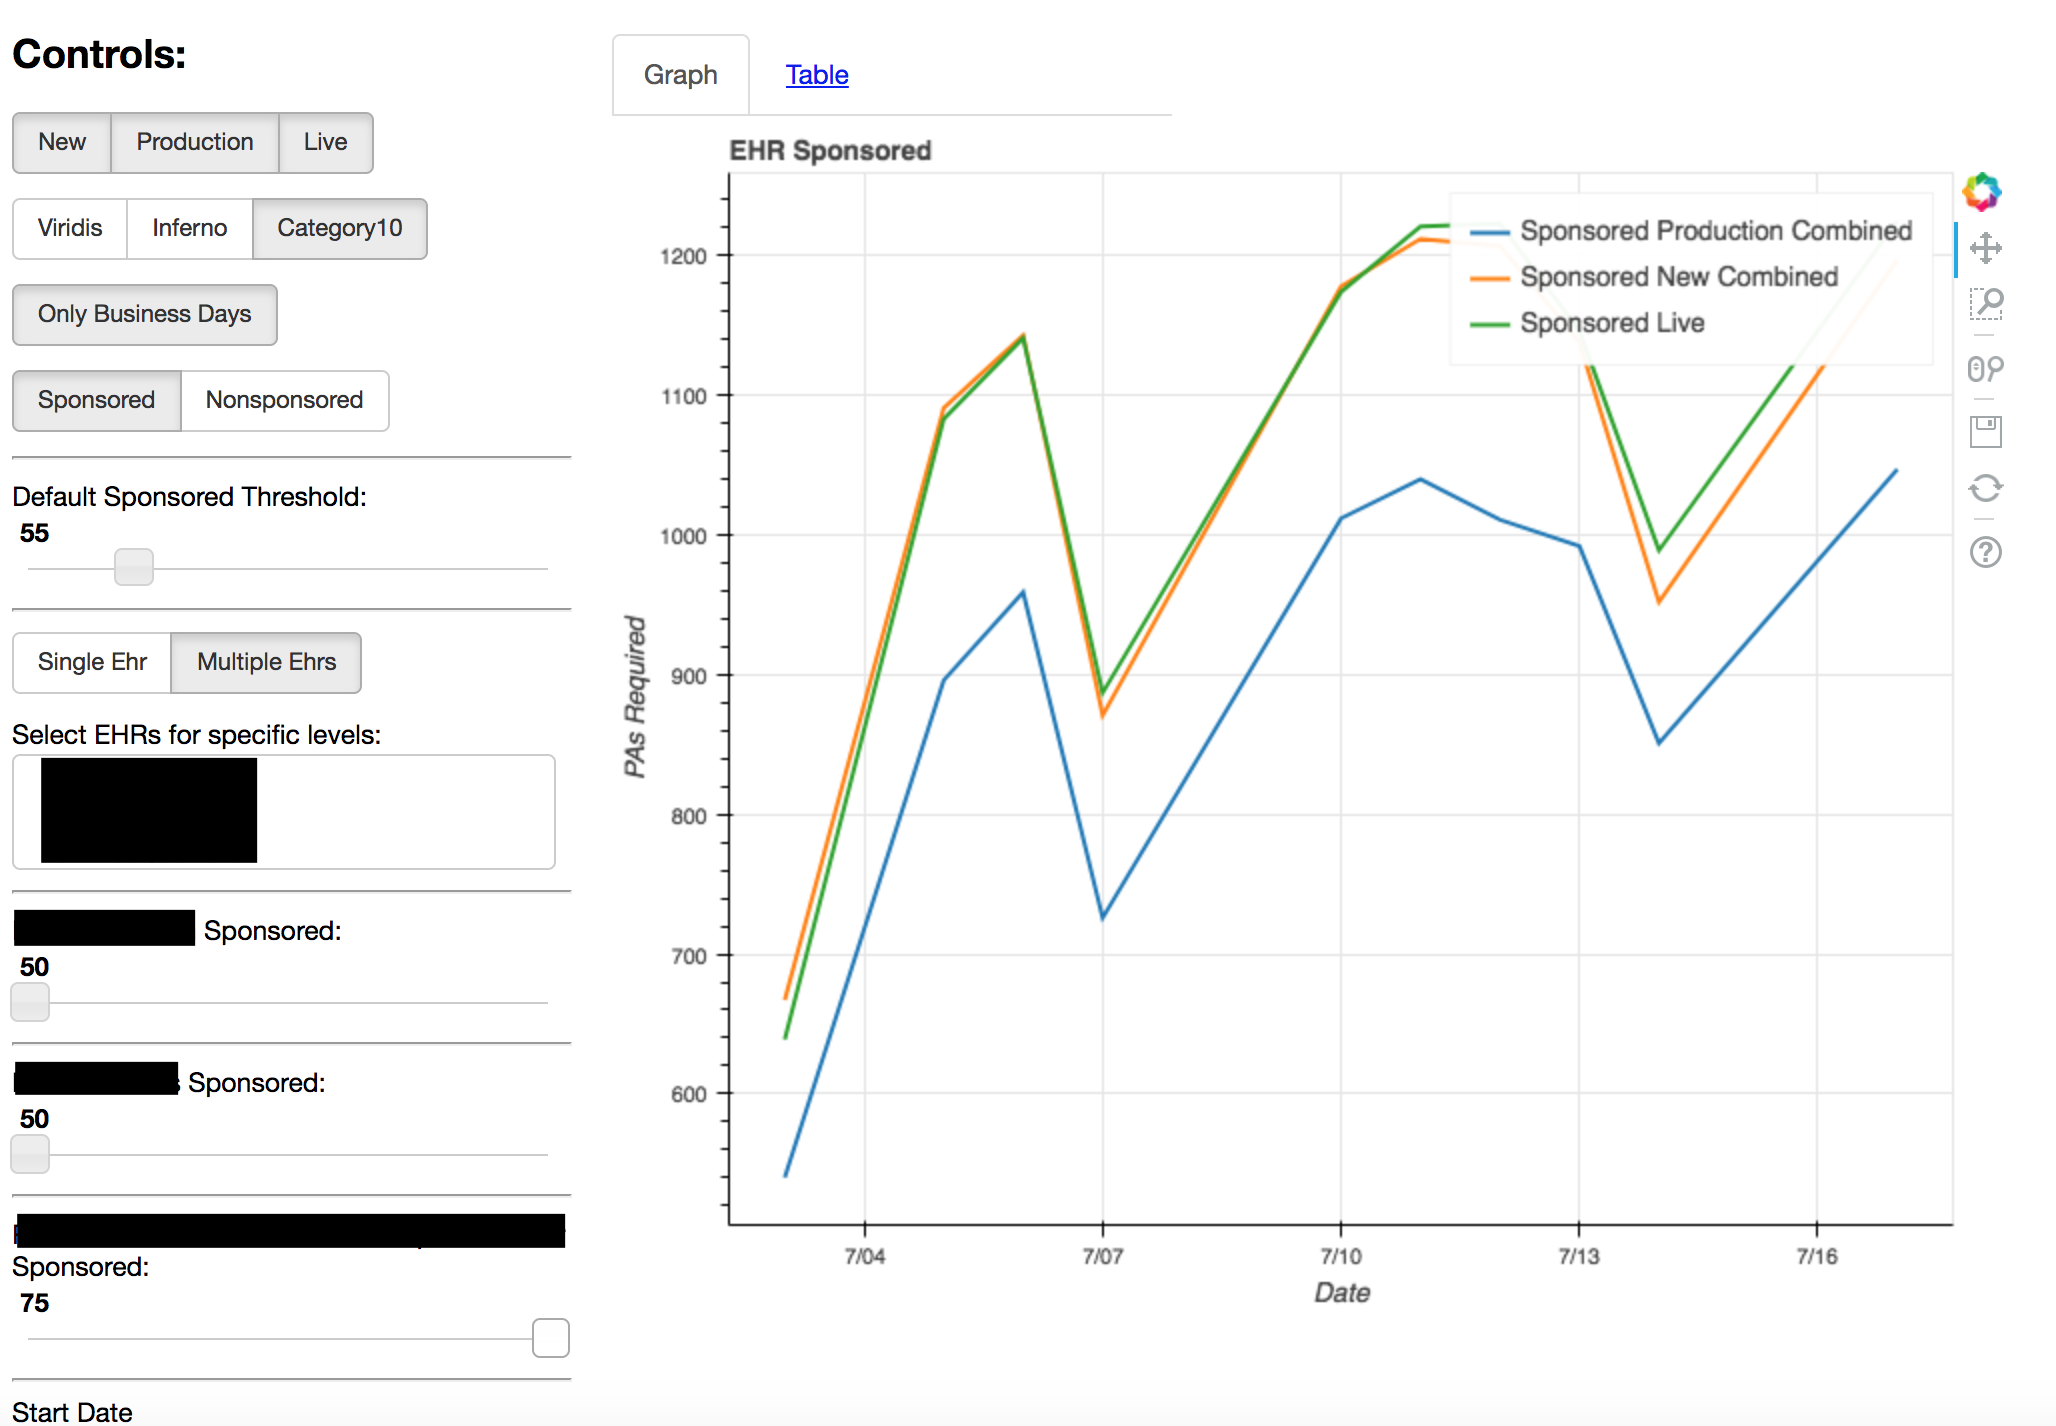 Controls:
New Production Live
Viridis Inferno Category10
Only Business Days
Sponsored Nonsponsored
Default Sponsored Threshold:
55
Single Ehr Multiple Ehrs
Select EHRs for specific levels:
Sponsored:
50
Sponsored:
50
Sponsored:
75
Start Date
Graph Table
EHR Sponsored
Sponsored Production Combined
Sponsored New Combined
Sponsored Live
PAs Required
1200
1100
1000
900
800
700
600
7/04 7/07 7/10 7/13 7/16
Date